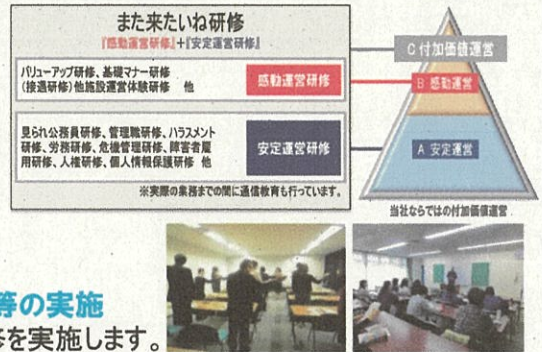 また来たいね研修
『感動運営研修』+『安定運営研修』
バリューアップ研修、基礎マナー研修
(接遇研修)他施設運営体験研修 他
感動運営研修
見られ公務員研修、管理職研修、ハラスメント
研修、労務研修、危機管理研修、障害者雇
用研修、人権研修、個人情報保護研修 他
安定運営研修
※実際の業務までの間に通信教育も行っています。
C 付加価値運営
B 感動運営
A 安定運営
当社ならではの付加価値運営
等の実施
を実施します。